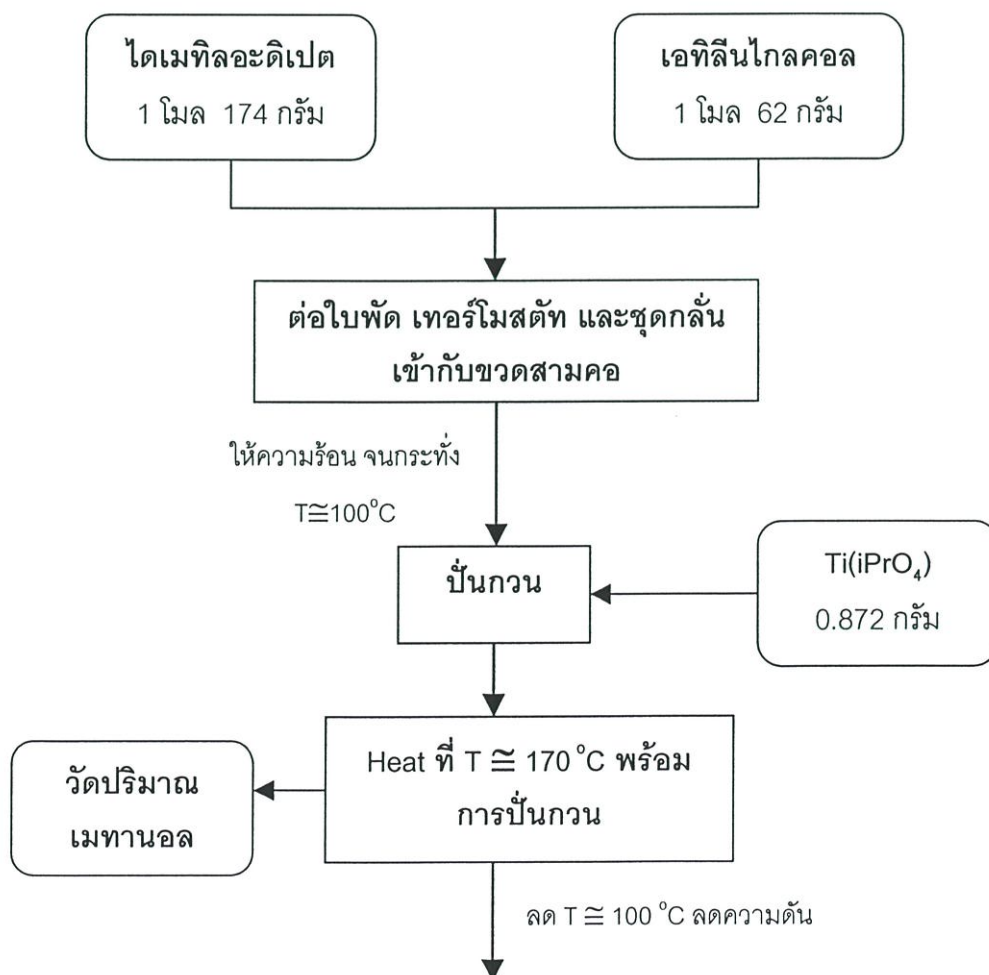 ไดเมทิลอะดิเปต
1 โมล 174 กรัม
เอทิลีนไกลคอล
1 โมล 62 กรัม
ต่อใบพัด เทอร์โมสตัท และชุดกลั่น
เข้ากับขวดสามคอ
ให้ความร้อน จนกระทั่ง
T≅100°C
ปั่นกวน
Ti(iPrO₄)
0.872 กรัม
Heat ที่ T ≅ 170 °C พร้อม
การปั่นกวน
วัดปริมาณ
เมทานอล
ลด T ≅ 100 °C ลดความดัน